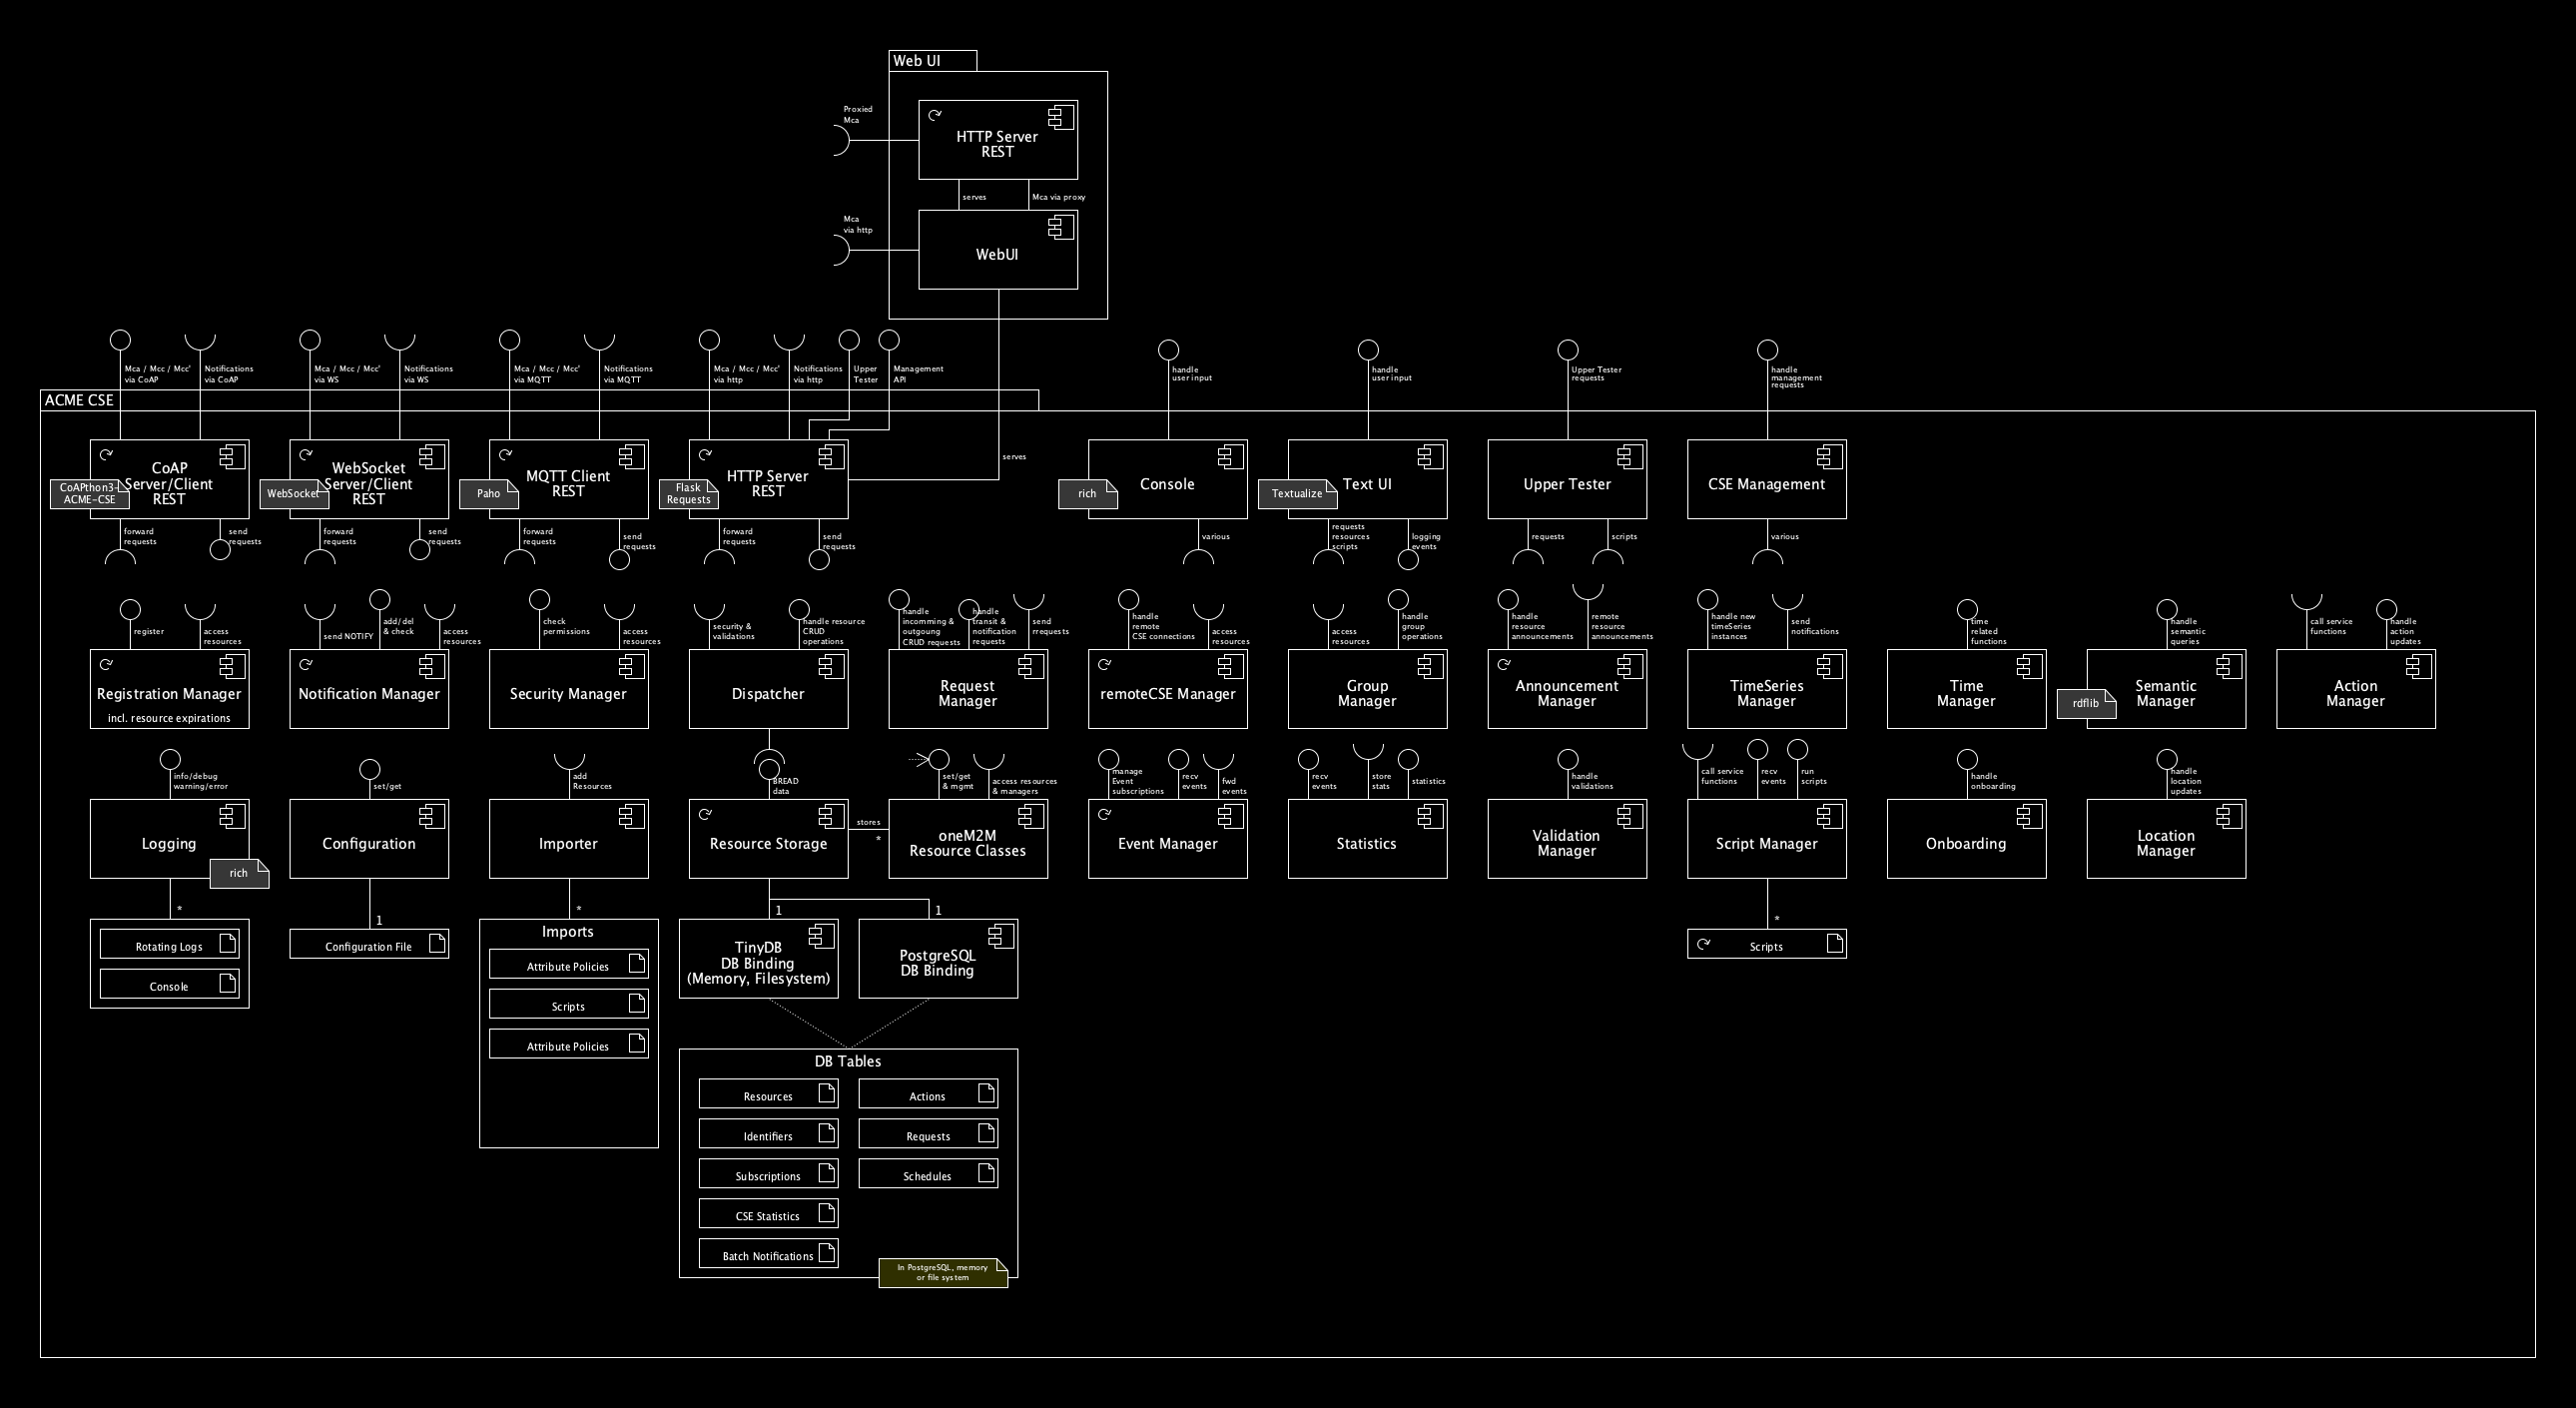 Web UI
Proxied
Mca
HTTP Server
REST
serves
Mca via proxy
Mca
via http
WebUI
Mca / Mcc / Mcc'
via CoAP
Notifications
via CoAP
Mca / Mcc / Mcc'
via WS
Notifications
via WS
Mca / Mcc / Mcc'
via MQTT
Notifications
via MQTT
Mca / Mcc / Mcc'
via http
Notifications
via http
Upper
Tester
Management
API
handle
user input
handle
user input
Upper Tester
requests
handle
management
requests
ACME CSE
CoAP
Server/Client
REST
CoAPthon3-
ACME-CSE
WebSocket
Server/Client
REST
WebSocket
MQTT Client
REST
Paho
HTTP Server
REST
Flask
Requests
serves
Console
rich
Text UI
Textualize
Upper Tester
CSE Management
forward
requests
send
requests
forward
requests
send
requests
forward
requests
send
requests
forward
requests
send
requests
various
requests
resources
scripts
logging
events
requests
scripts
various
register
access
resources
send NOTIFY
add/del
& check
access
resources
check
permissions
access
resources
security &
validations
handle resource
CRUD
operations
handle
incomming &
outgoung
CRUD requests
handle
transit &
notification
requests
send
rrequests
handle
remote
CSE connections
access
resources
access
resources
handle
group
operations
handle
resource
announcements
remote
resource
announcements
handle new
timeSeries
instances
send
notifications
time
related
functions
handle
semantic
queries
call service
functions
handle
action
updates
Registration Manager
incl. resource expirations
Notification Manager
Security Manager
Dispatcher
Request
Manager
remoteCSE Manager
Group
Manager
Announcement
Manager
TimeSeries
Manager
Time
Manager
Semantic
Manager
rdflib
Action
Manager
info/debug
warning/error
set/get
add
Resources
BREAD
data
set/get
& mgmt
access resources
& managers
manage
Event
subscriptions
recv
events
fwd
events
recv
events
store
stats
statistics
handle
validations
call service
functions
recv
events
run
scripts
handle
onboarding
handle
location
updates
Logging
rich
Configuration
Importer
Resource Storage
stores
*
oneM2M
Resource Classes
Event Manager
Statistics
Validation
Manager
Script Manager
Onboarding
Location
Manager
*
1
*
1
1
*
Rotating Logs
Console
Configuration File
Imports
Attribute Policies
Scripts
Attribute Policies
TinyDB
DB Binding
(Memory, Filesystem)
PostgreSQL
DB Binding
Scripts
DB Tables
Resources
Actions
Identifiers
Requests
Subscriptions
Schedules
CSE Statistics
Batch Notifications
In PostgreSQL, memory
or file system